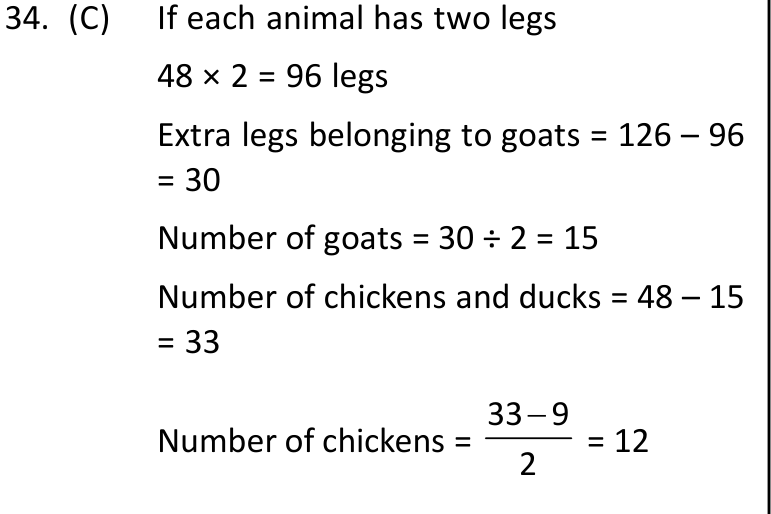 34. (C) If each animal has two legs
48 × 2 = 96 legs
Extra legs belonging to goats = 126 – 96
= 30
Number of goats = 30 ÷ 2 = 15
Number of chickens and ducks = 48 – 15
= 33
Number of chickens = (33 – 9)/2 = 12